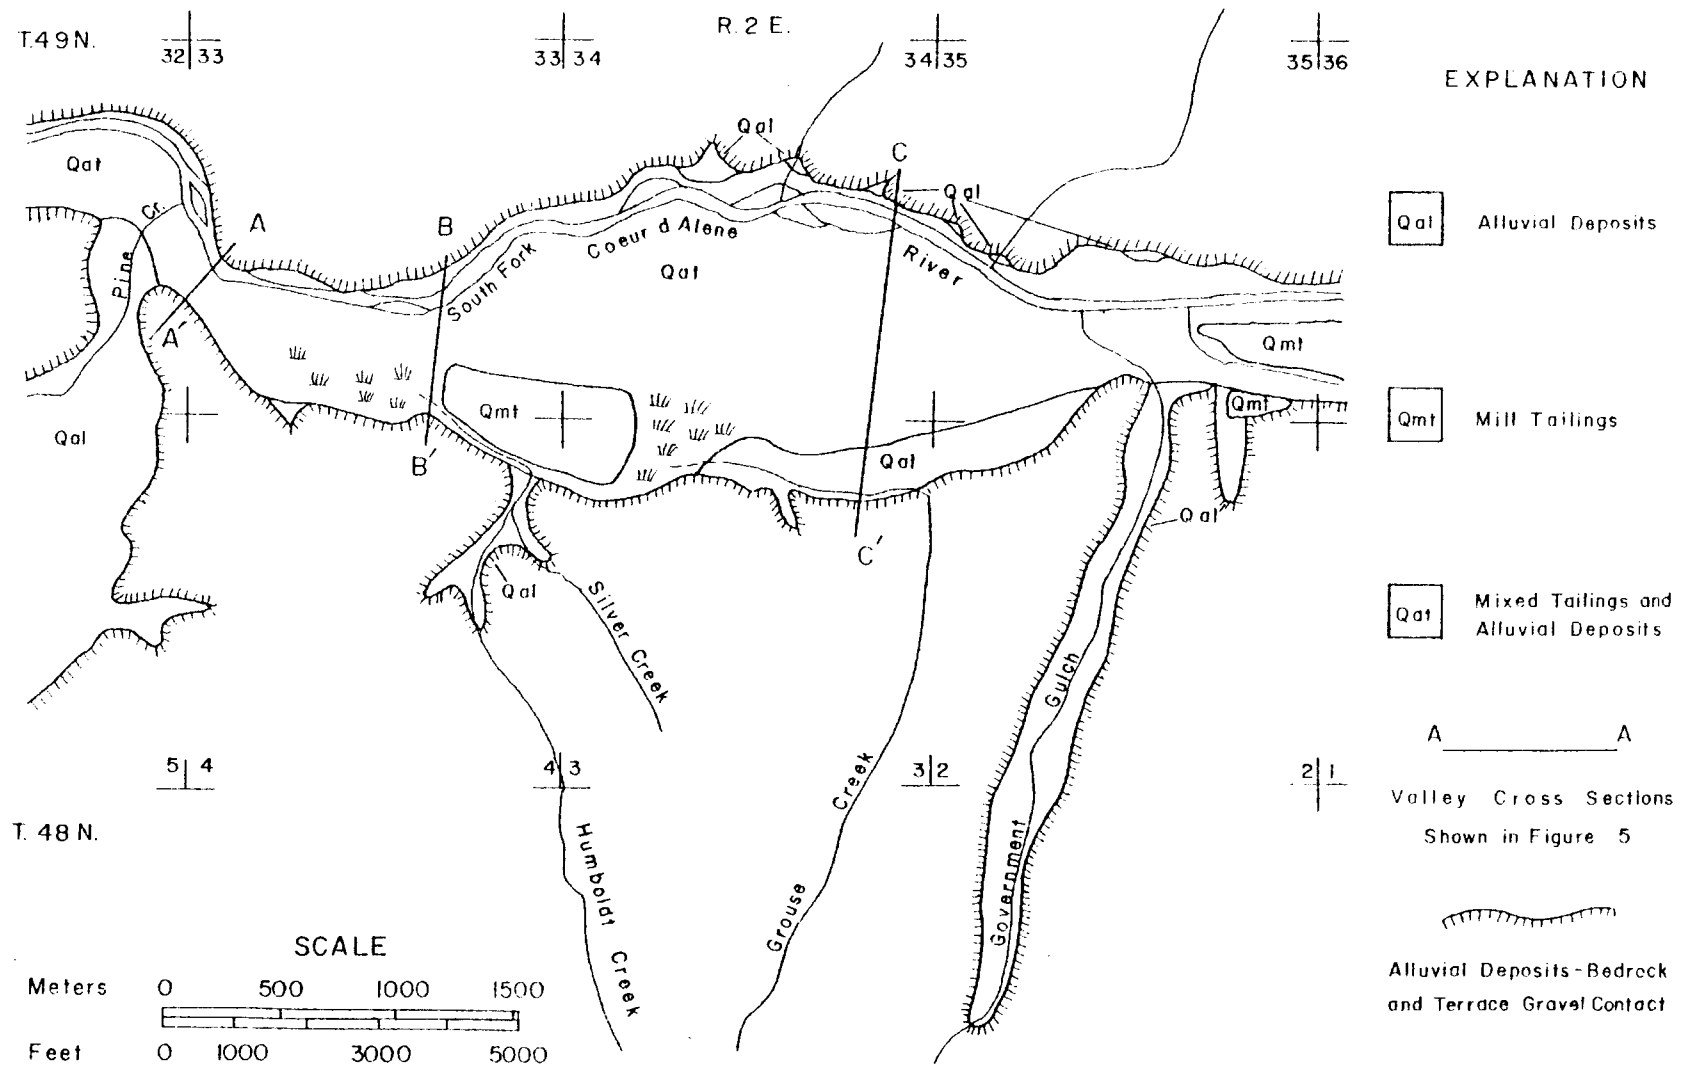 T.49N.
R. 2 E.
32|33
33|34
34|35
35|36
EXPLANATION
Qat
Qal
C
Qal
Cr.
A
B
Coeur d Alene
Qat
South Fork
River
Pine
A'
Qal
Alluvial Deposits
Qmt
Qmt
Qmt
Qal
B'
Qal
Qal
C'
Qal
Qmt
Mill Tailings
Silver Creek
Qat
Mixed Tailings and
Alluvial Deposits
Gulch
A A
5|4
4|3
3|2
2|1
Creek
Valley Cross Sections
Shown in Figure 5
T. 48 N.
Humboldt Creek
Grouse
Government
SCALE
Meters 0 500 1000 1500
Feet 0 1000 3000 5000
Alluvial Deposits-Bedrock
and Terrace Gravel Contact